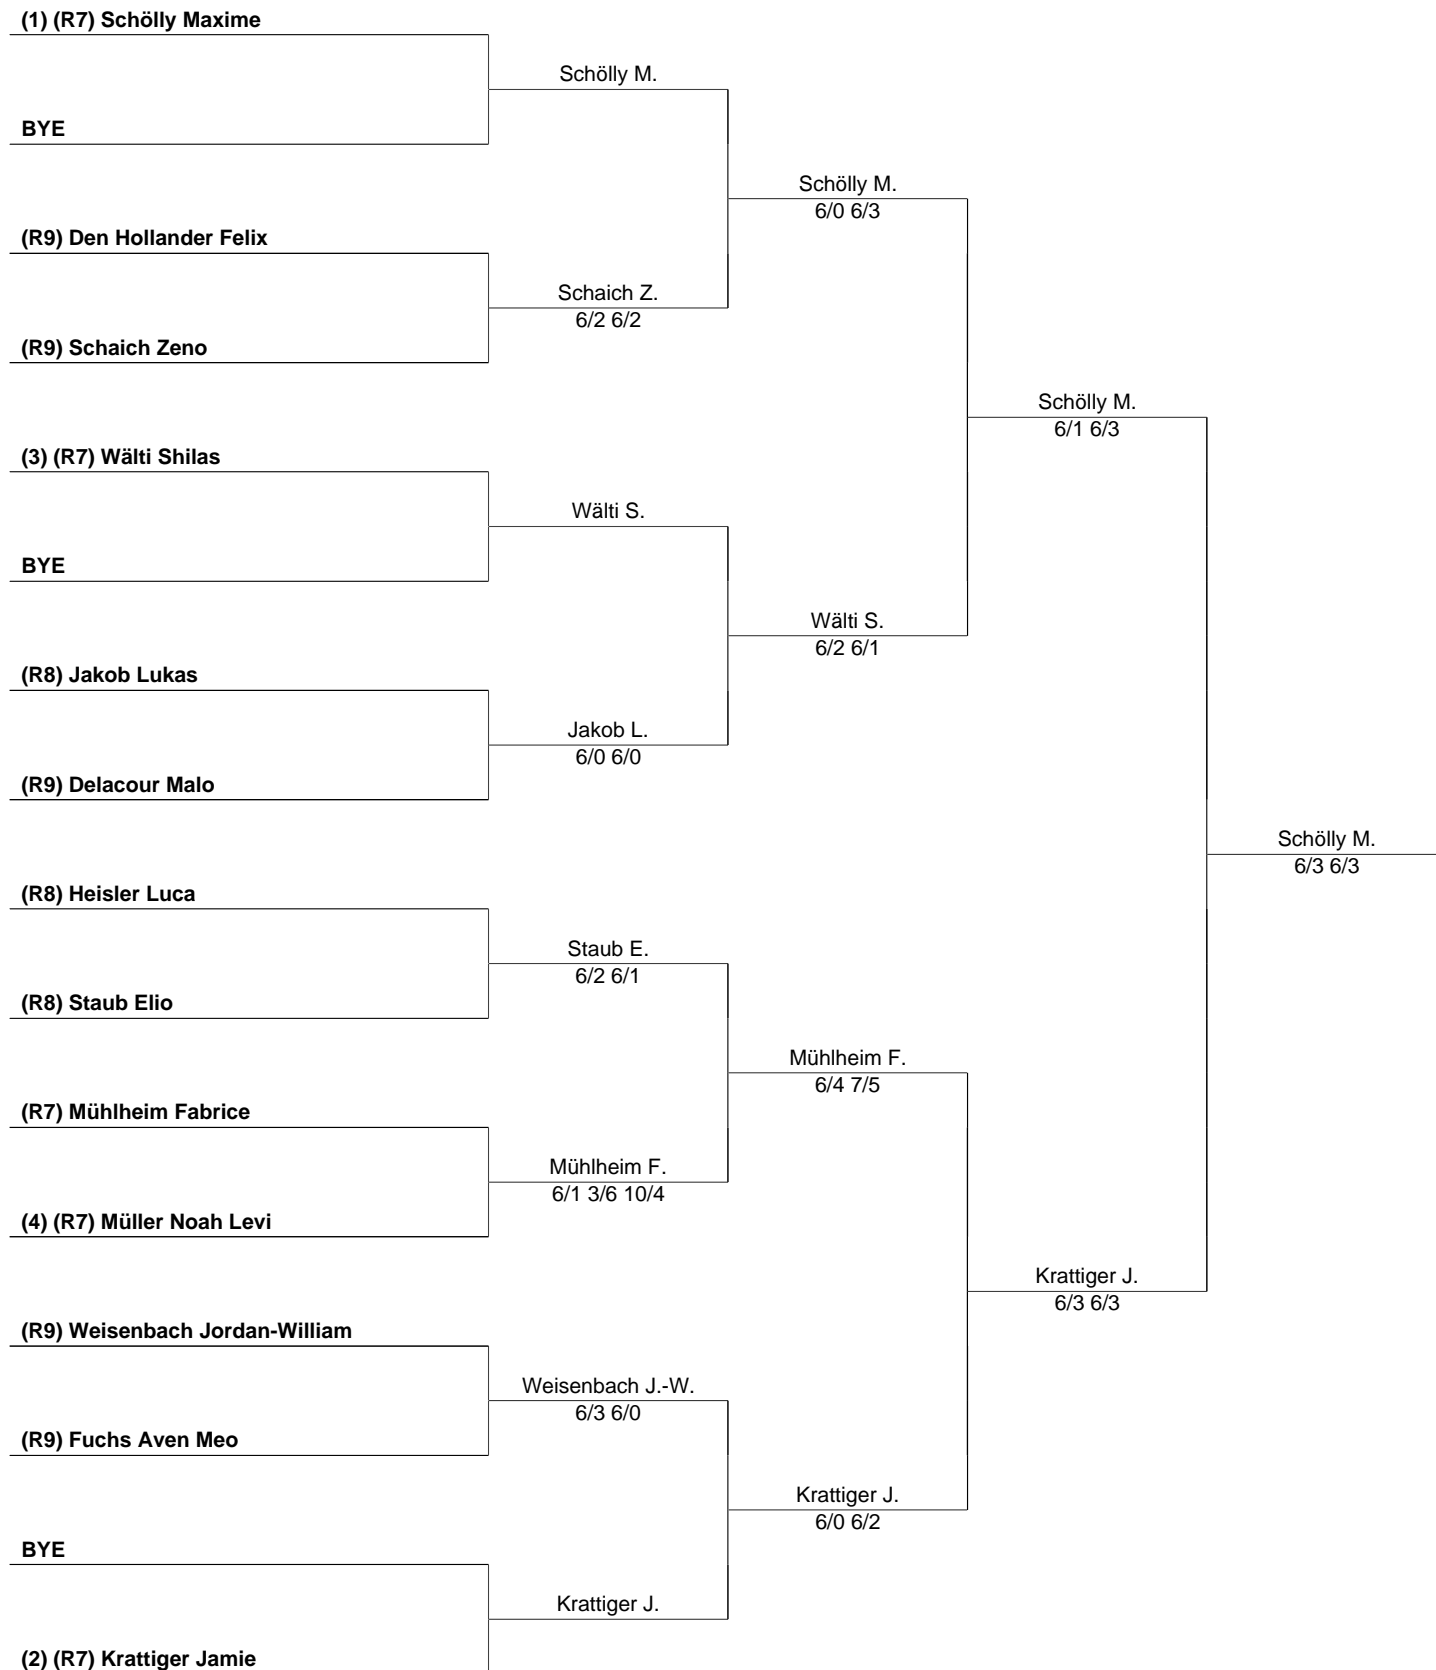 (1) (R7) Schölly Maxime
Schölly M.
BYE
Schölly M.
6/0 6/3
(R9) Den Hollander Felix
Schaich Z.
6/2 6/2
(R9) Schaich Zeno
Schölly M.
6/1 6/3
(3) (R7) Wälti Shilas
Wälti S.
BYE
Wälti S.
6/2 6/1
(R8) Jakob Lukas
Jakob L.
6/0 6/0
(R9) Delacour Malo
Schölly M.
6/3 6/3
(R8) Heisler Luca
Staub E.
6/2 6/1
(R8) Staub Elio
Mühlheim F.
6/4 7/5
(R7) Mühlheim Fabrice
Mühlheim F.
6/1 3/6 10/4
(4) (R7) Müller Noah Levi
Krattiger J.
6/3 6/3
(R9) Weisenbach Jordan-William
Weisenbach J.-W.
6/3 6/0
(R9) Fuchs Aven Meo
Krattiger J.
6/0 6/2
BYE
Krattiger J.
(2) (R7) Krattiger Jamie